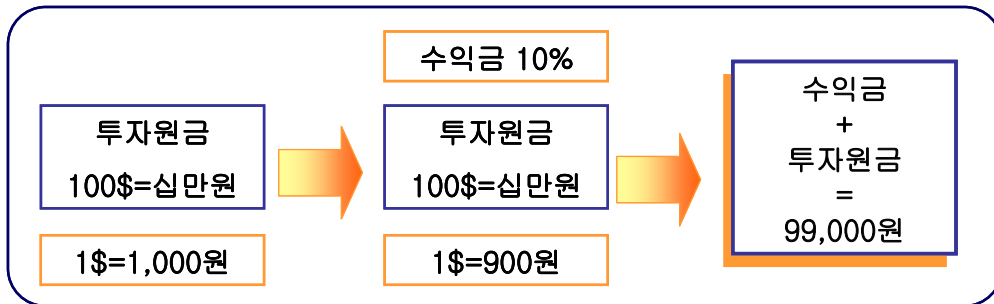 투자원금
100$=십만원
1$=1,000원
수익금 10%
투자원금
100$=십만원
1$=900원
수익금
+
투자원금
=
99,000원